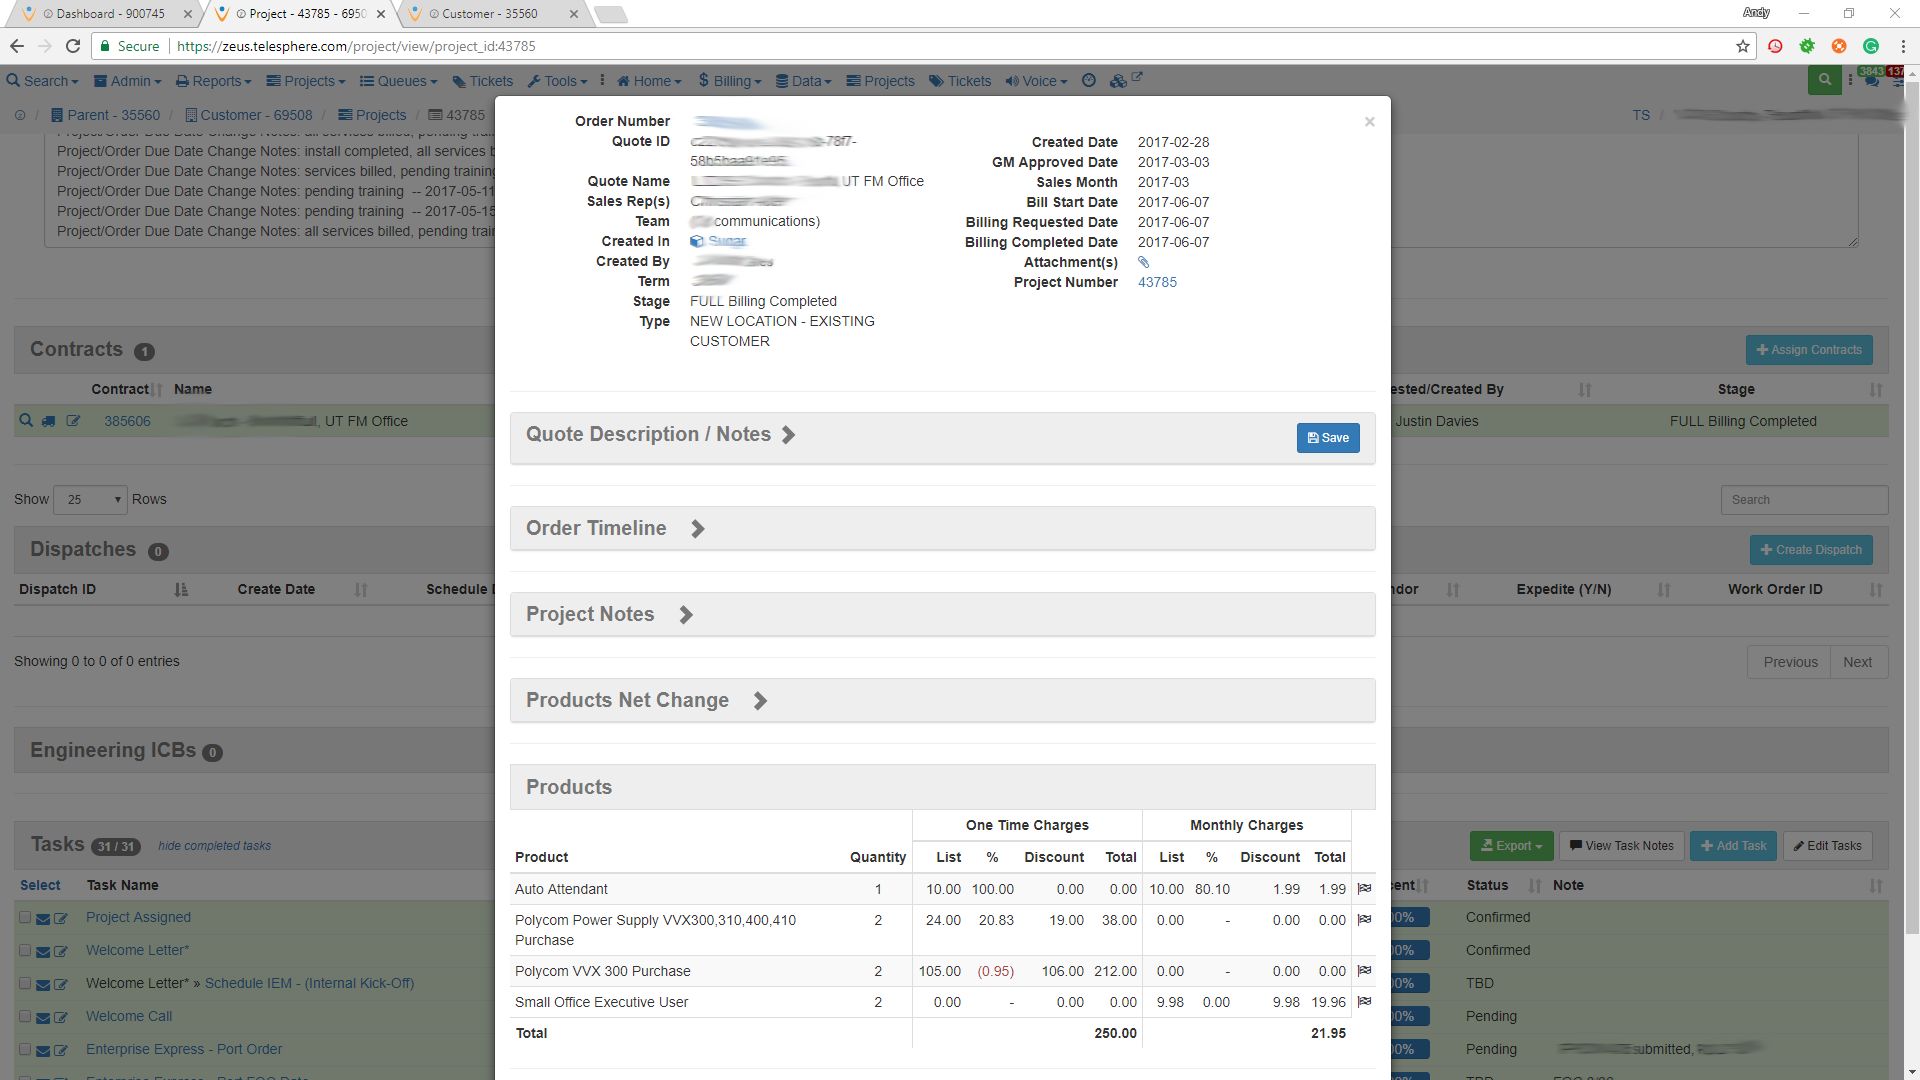 Dashboard - 900745
Project - 43785 - 6950
Customer - 35560
Andy
Secure
https://zeus.telesphere.com/project/view/project_id:43785
Search Admin Reports Projects Queues Tickets Tools Home Billing Data Projects Tickets Voice
3843 137
/ Parent - 35560 / Customer - 69508 / Projects / 43785
TS /
Project/Order Due Date Change Notes: all services billed, pending trai
Project/Order Due Date Change Notes: install completed, all services b
Project/Order Due Date Change Notes: services billed, pending training
Project/Order Due Date Change Notes: pending training -- 2017-05-11
Project/Order Due Date Change Notes: pending training -- 2017-05-15
Project/Order Due Date Change Notes: all services billed, pending trair
Contracts 1
Assign Contracts
Contract Name
ested/Created By Stage
385606 , UT FM Office
Justin Davies FULL Billing Completed
Show 25 Rows
Search
Dispatches 0
Create Dispatch
Dispatch ID Create Date Schedule
ndor Expedite (Y/N) Work Order ID
Showing 0 to 0 of 0 entries
Previous Next
Engineering ICBs 0
Tasks 31 / 31 hide completed tasks
Export View Task Notes Add Task Edit Tasks
Select Task Name
cent Status Note
Project Assigned
0% Confirmed
Welcome Letter*
0% Confirmed
Welcome Letter* » Schedule IEM - (Internal Kick-Off)
0% TBD
Welcome Call
0% Pending
Enterprise Express - Port Order
0% Pending submitted,
×
Order Number
Quote ID -78f7-
58b5baa91e95
Quote Name UT FM Office
Sales Rep(s)
Team communications)
Created In Sugar
Created By
Term
Stage FULL Billing Completed
Type NEW LOCATION - EXISTING
CUSTOMER
Created Date 2017-02-28
GM Approved Date 2017-03-03
Sales Month 2017-03
Bill Start Date 2017-06-07
Billing Requested Date 2017-06-07
Billing Completed Date 2017-06-07
Attachment(s)
Project Number 43785
Quote Description / Notes
Save
Order Timeline
Project Notes
Products Net Change
Products
One Time Charges Monthly Charges
Product Quantity List % Discount Total List % Discount Total
Auto Attendant 1 10.00 100.00 0.00 0.00 10.00 80.10 1.99 1.99
Polycom Power Supply VVX300,310,400,410 2 24.00 20.83 19.00 38.00 0.00 - 0.00 0.00
Purchase
Polycom VVX 300 Purchase 2 105.00 (0.95) 106.00 212.00 0.00 - 0.00 0.00
Small Office Executive User 2 0.00 - 0.00 0.00 9.98 0.00 9.98 19.96
Total 250.00 21.95